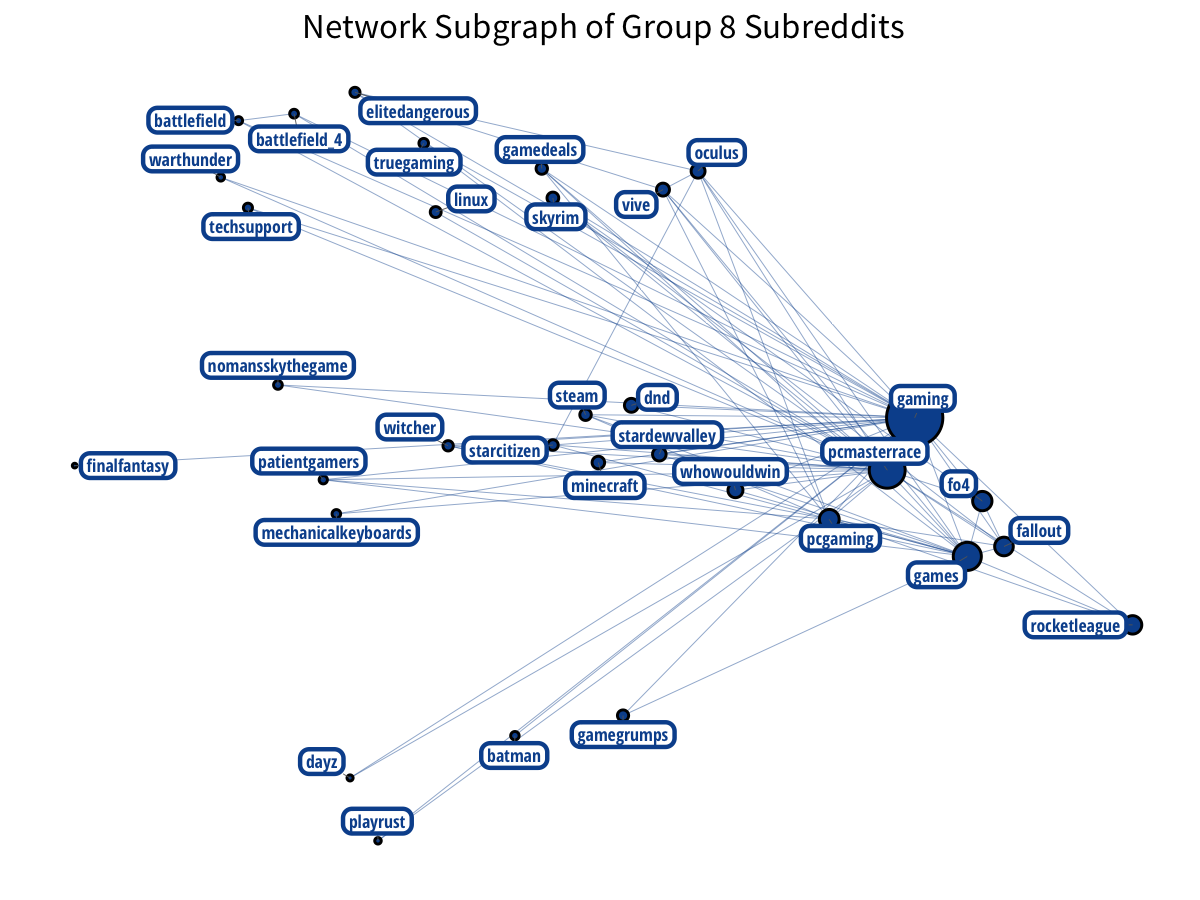 Network Subgraph of Group 8 Subreddits
elitedangerous
battlefield
battlefield_4
warthunder
truegaming
gamedeals
oculus
linux
vive
skyrim
techsupport
nomansskythegame
steam
dnd
gaming
witcher
stardewvalley
starcitizen
pcmasterrace
finalfantasy
patientgamers
whowouldwin
minecraft
fo4
mechanicalkeyboards
pcgaming
fallout
games
rocketleague
gamegrumps
batman
dayz
playrust